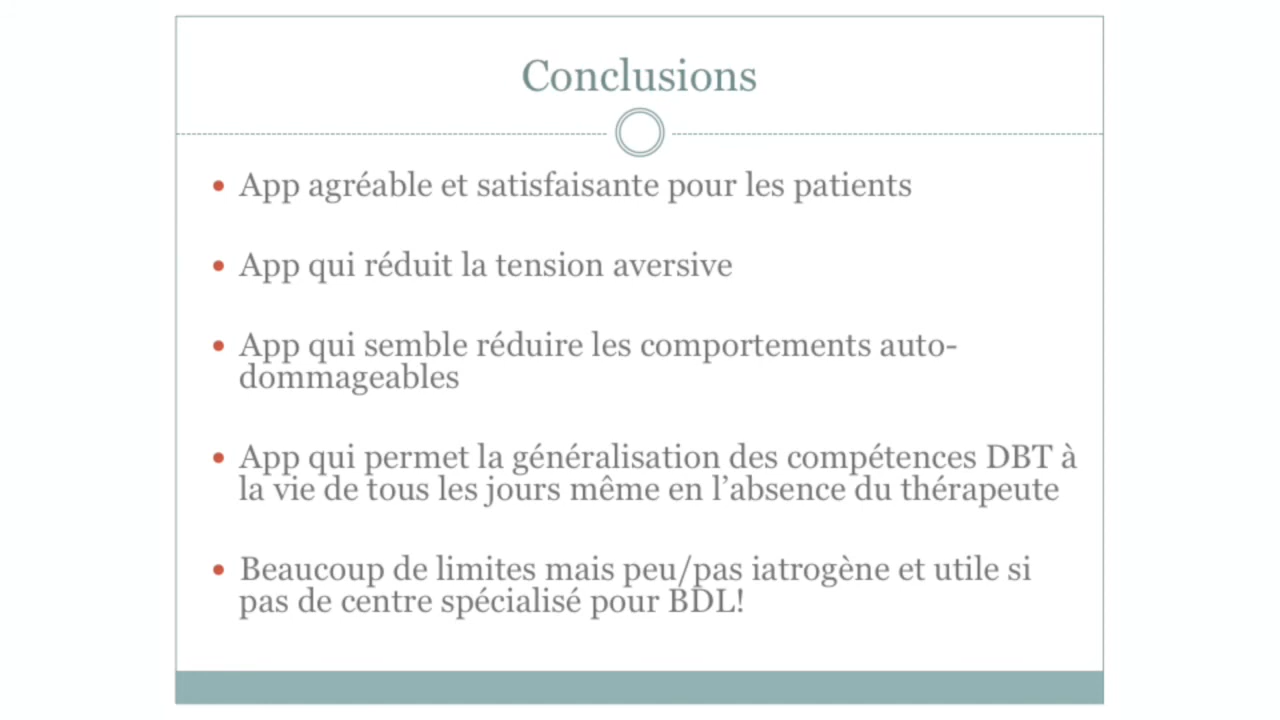 Conclusions
• App agréable et satisfaisante pour les patients
• App qui réduit la tension aversive
• App qui semble réduire les comportements auto-
dommageables
• App qui permet la généralisation des compétences DBT à
la vie de tous les jours même en l’absence du thérapeute
• Beaucoup de limites mais peu/pas iatrogène et utile si
pas de centre spécialisé pour BDL!